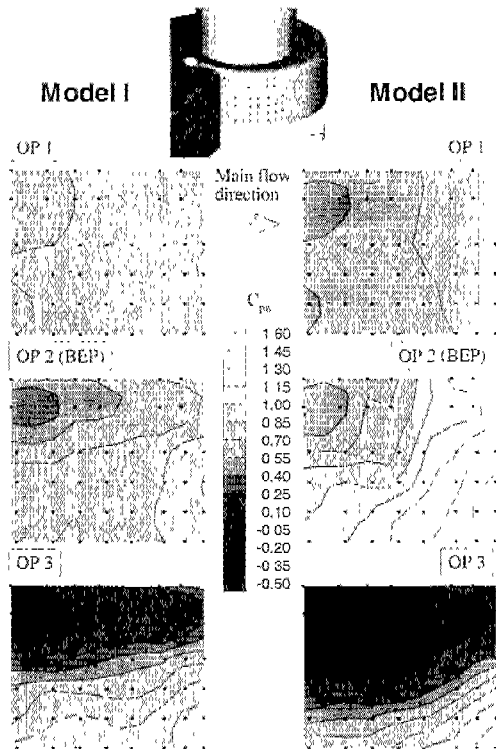 Model I
Model II
OP 1
OP 1
Main flow
direction
C
OP 2 (BEP)
OP 2 (BEP)
1 60
1 45
1 30
1 15
1.00
0 85
0.70
0 55
0 40
0 25
0.10
-0 05
-0.20
-0 35
-0.50
OP 3
OP 3